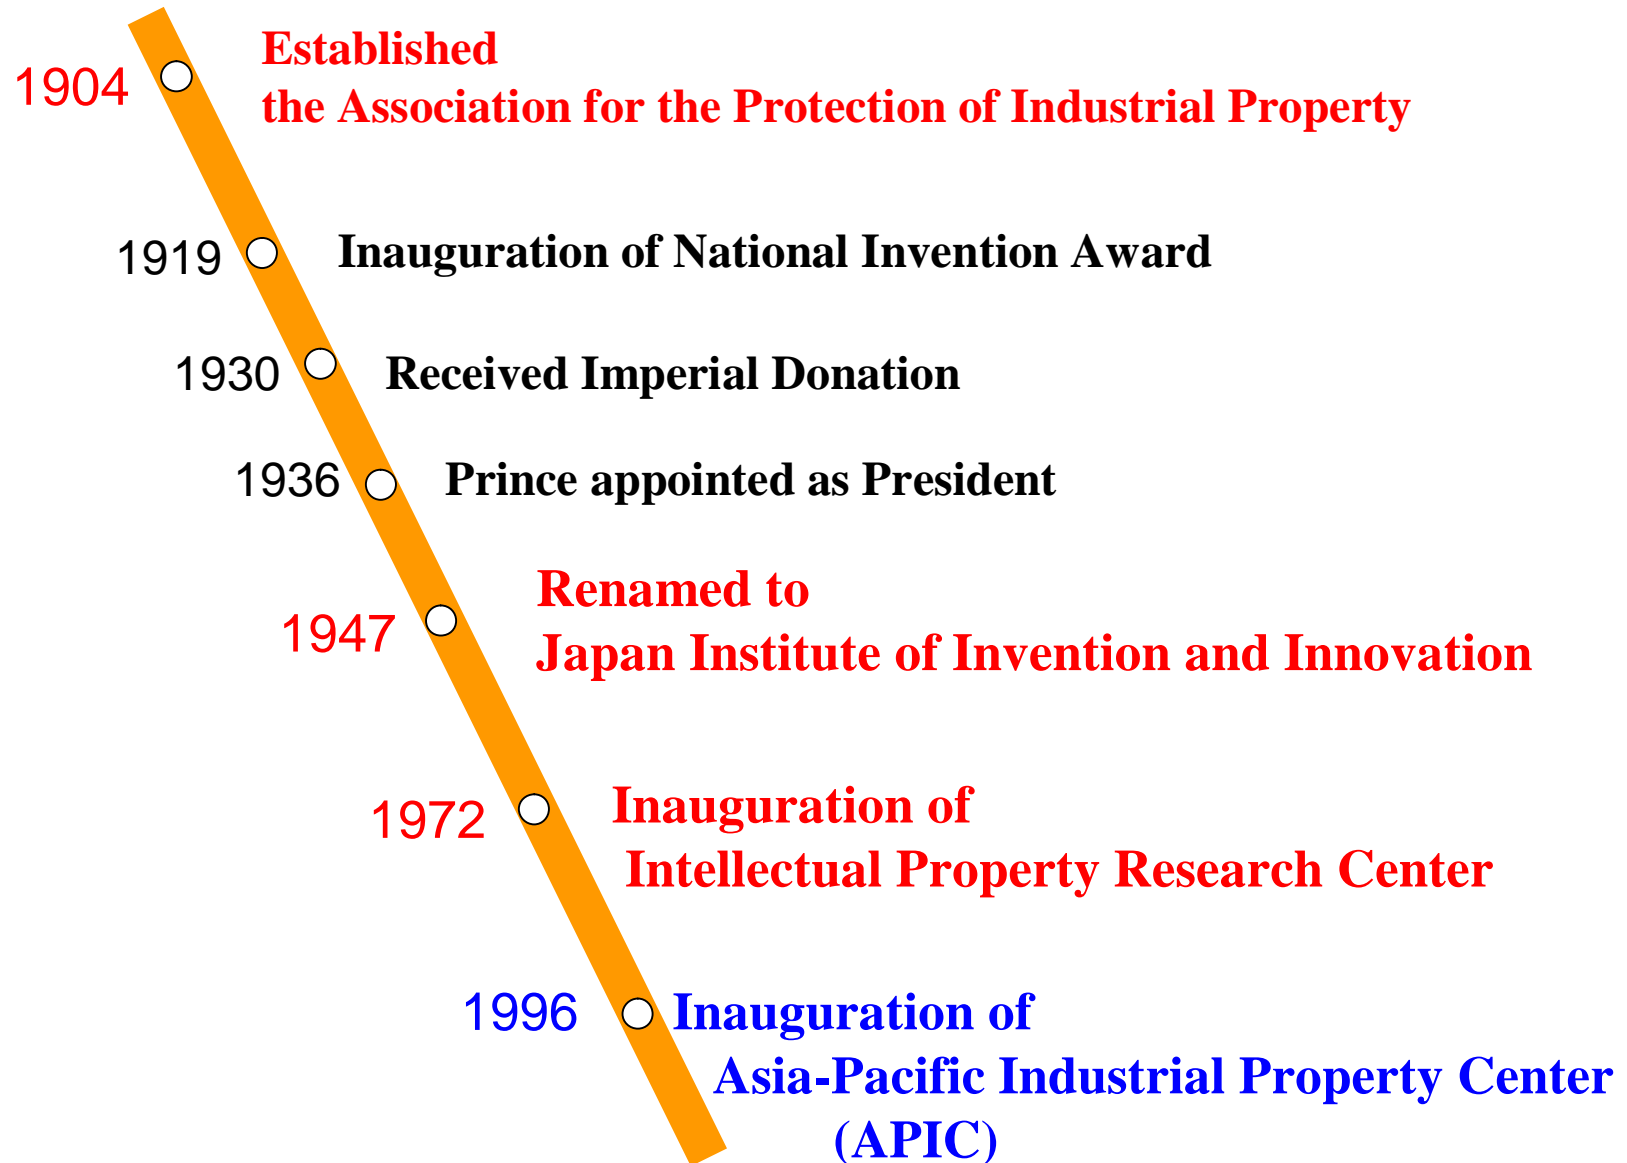 1904
Established
the Association for the Protection of Industrial Property
1919
Inauguration of National Invention Award
1930
Received Imperial Donation
1936
Prince appointed as President
1947
Renamed to
Japan Institute of Invention and Innovation
1972
Inauguration of
Intellectual Property Research Center
1996
Inauguration of
Asia-Pacific Industrial Property Center
(APIC)